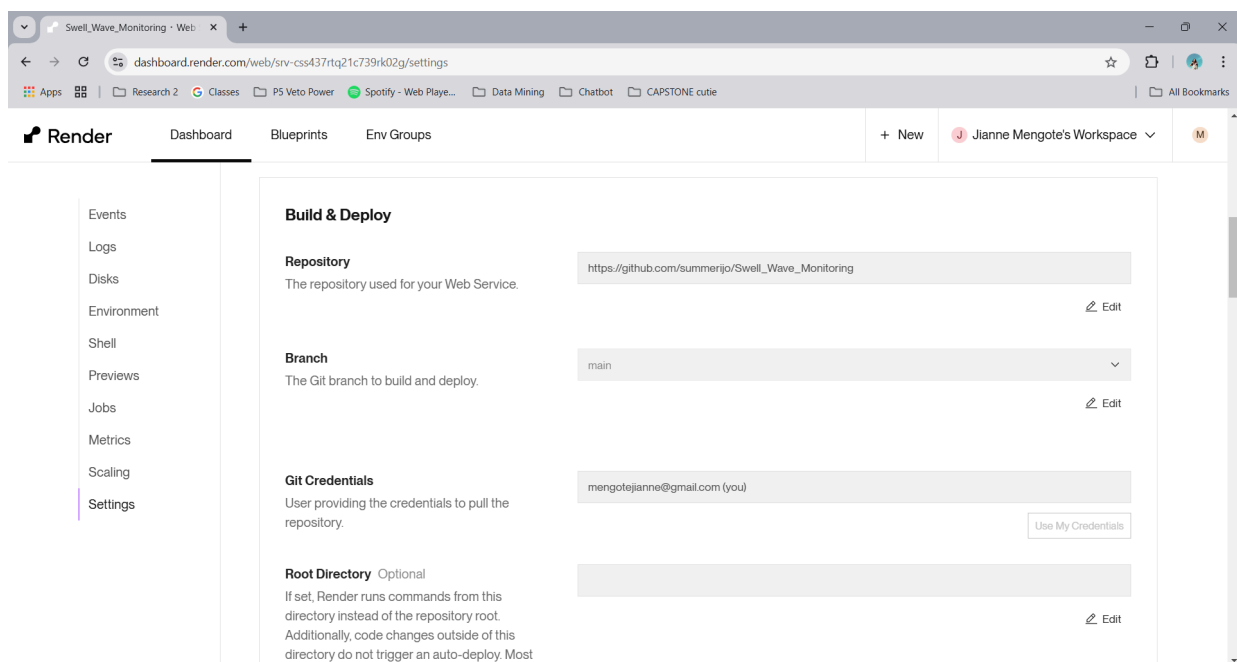 Swell_Wave_Monitoring · Web
dashboard.render.com/web/srv-css437rtq21c739rk02g/settings
Apps
Research 2
Classes
P5 Veto Power
Spotify - Web Playe...
Data Mining
Chatbot
CAPSTONE cutie
All Bookmarks
Render
Dashboard
Blueprints
Env Groups
+ New
J Jianne Mengote's Workspace
M
Events
Logs
Disks
Environment
Shell
Previews
Jobs
Metrics
Scaling
Settings
Build & Deploy
Repository
The repository used for your Web Service.
https://github.com/summerijo/Swell_Wave_Monitoring
Edit
Branch
The Git branch to build and deploy.
main
Edit
Git Credentials
User providing the credentials to pull the
repository.
mengotejianne@gmail.com (you)
Use My Credentials
Root Directory Optional
If set, Render runs commands from this
directory instead of the repository root.
Additionally, code changes outside of this
directory do not trigger an auto-deploy. Most
Edit